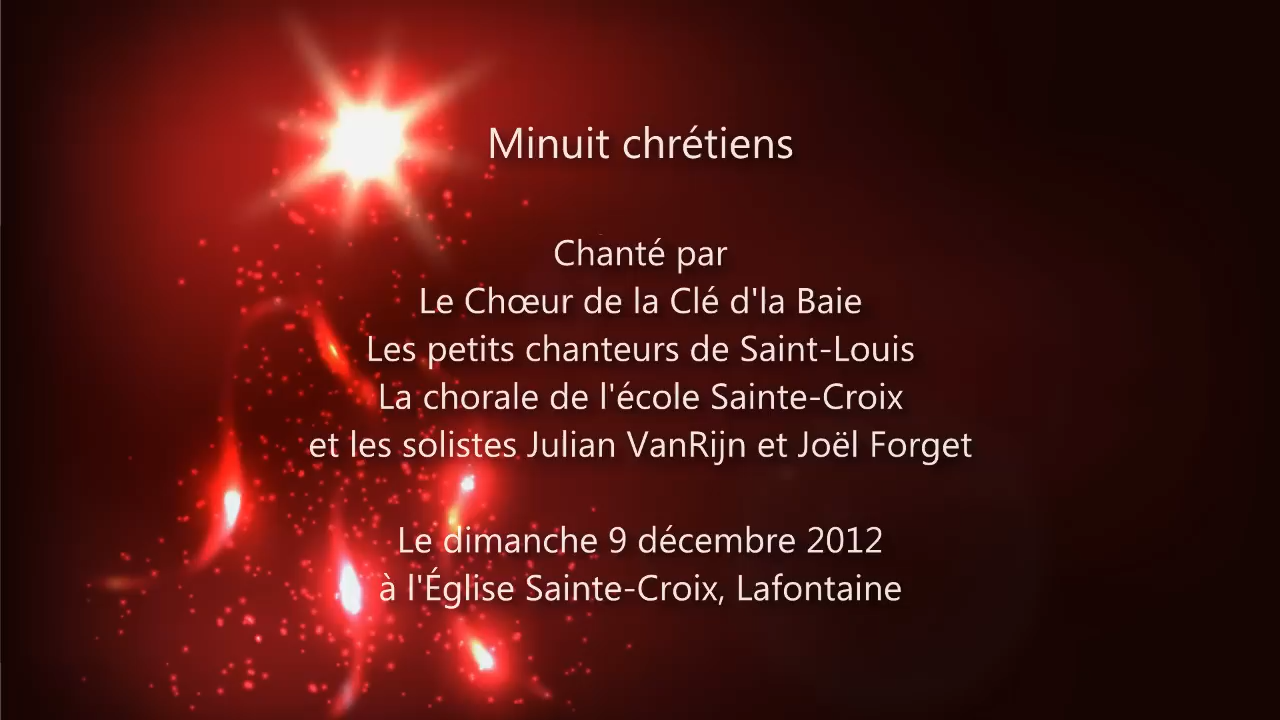 Minuit chrétiens
Chanté par
Le Chœur de la Clé d'la Baie
Les petits chanteurs de Saint-Louis
La chorale de l'école Sainte-Croix
et les solistes Julian VanRijn et Joël Forget
Le dimanche 9 décembre 2012
à l'Église Sainte-Croix, Lafontaine